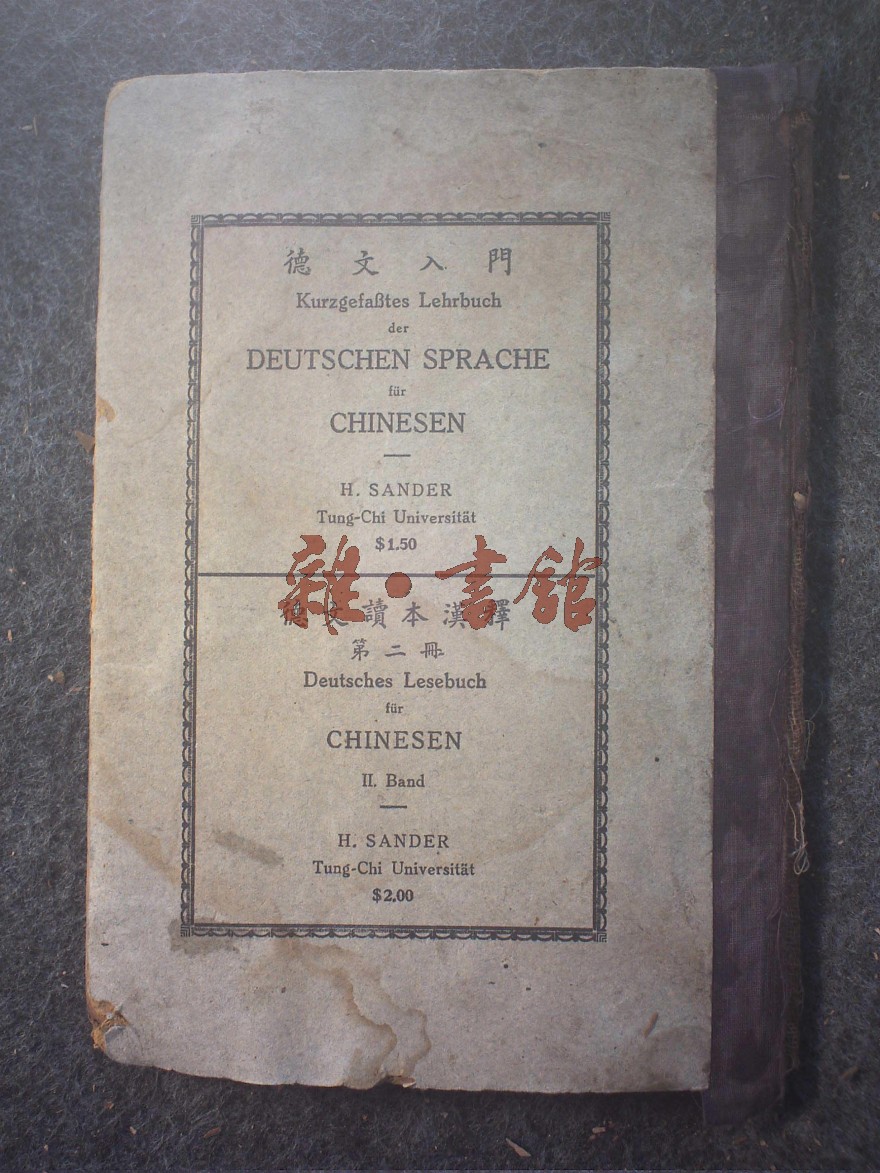 德文入門
Kurzgefaßtes Lehrbuch
der
DEUTSCHEN SPRACHE
für
CHINESEN
H. SANDER
Tung-Chi Universität
$1.50
雜·書館
德文讀本漢釋
第二冊
Deutsches Lesebuch
für
CHINESEN
II. Band
H. SANDER
Tung-Chi Universität
$2.00